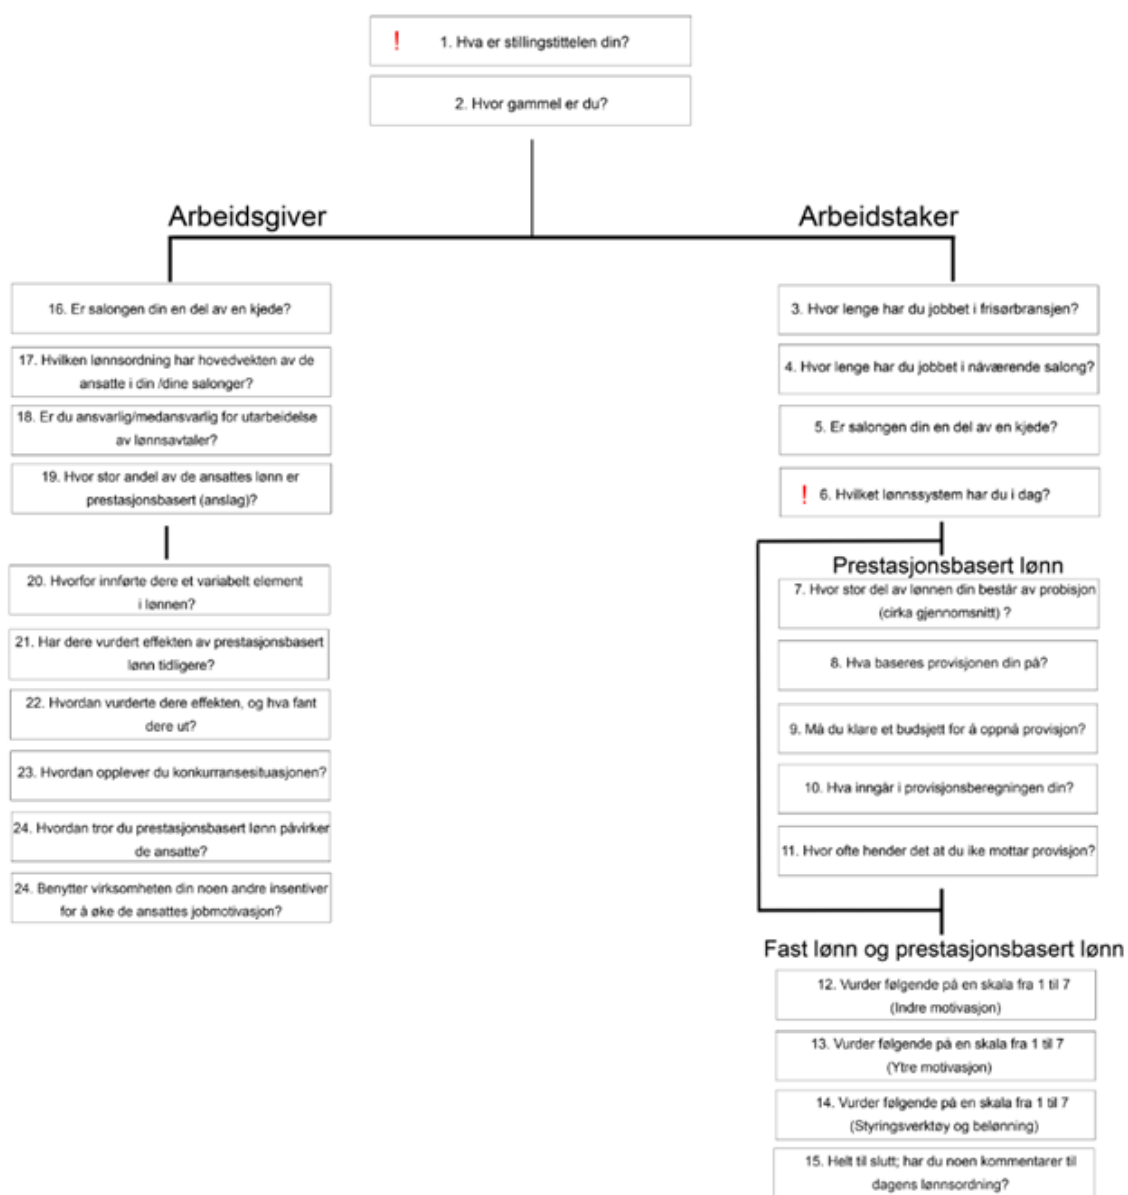 ! 1. Hva er stillingstittelen din?
2. Hvor gammel er du?
Arbeidsgiver
16. Er salongen din en del av en kjede?
17. Hvilken lønnsordning har hovedvekten av de
ansatte i din /dine salonger?
18. Er du ansvarlig/medansvarlig for utarbeidelse
av lønnsavtaler?
19. Hvor stor andel av de ansattes lønn er
prestasjonsbasert (anslag)?
20. Hvorfor innførte dere et variabelt element
i lønnen?
21. Har dere vurdert effekten av prestasjonsbasert
lønn tidligere?
22. Hvordan vurderte dere effekten, og hva fant
dere ut?
23. Hvordan opplever du konkurransesituasjonen?
24. Hvordan tror du prestasjonsbasert lønn påvirker
de ansatte?
24. Benytter virksomheten din noen andre insentiver
for å øke de ansattes jobmotivasjon?
Arbeidstaker
3. Hvor lenge har du jobbet i frisørbransjen?
4. Hvor lenge har du jobbet i nåværende salong?
5. Er salongen din en del av en kjede?
! 6. Hvilket lønnssystem har du i dag?
Prestasjonsbasert lønn
7. Hvor stor del av lønnen din består av probisjon
(cirka gjennomsnitt) ?
8. Hva baseres provisjonen din på?
9. Må du klare et budsjett for å oppnå provisjon?
10. Hva inngår i provisjonsberegningen din?
11. Hvor ofte hender det at du ike mottar provisjon?
Fast lønn og prestasjonsbasert lønn
12. Vurder følgende på en skala fra 1 til 7
(Indre motivasjon)
13. Vurder følgende på en skala fra 1 til 7
(Ytre motivasjon)
14. Vurder følgende på en skala fra 1 til 7
(Styringsverktøy og belønning)
15. Helt til slutt; har du noen kommentarer til
dagens lønnsordning?